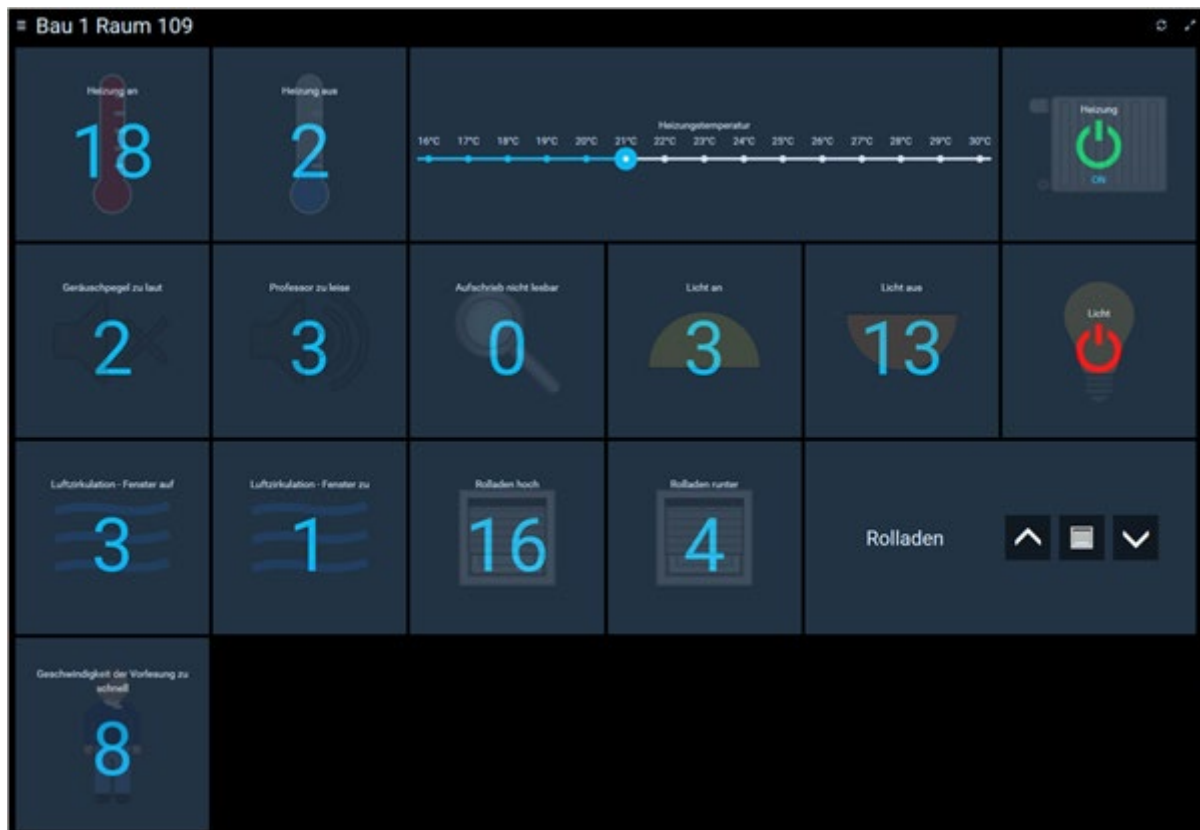 Bau 1 Raum 109
Heizung an
18
Heizung aus
2
Heizungstemperatur
16°C 17°C 18°C 19°C 20°C 21°C 22°C 23°C 24°C 25°C 26°C 27°C 28°C 29°C 30°C
Heizung
ON
Geräuschpegel zu laut
2
Professor zu leise
3
Aufschrieb nicht lesbar
0
Licht an
3
Licht aus
13
Licht
Luftzirkulation - Fenster auf
3
Luftzirkulation - Fenster zu
1
Rolladen hoch
16
Rolladen runter
4
Rolladen
Geschwindigkeit der Vorlesung zu
schnell
8